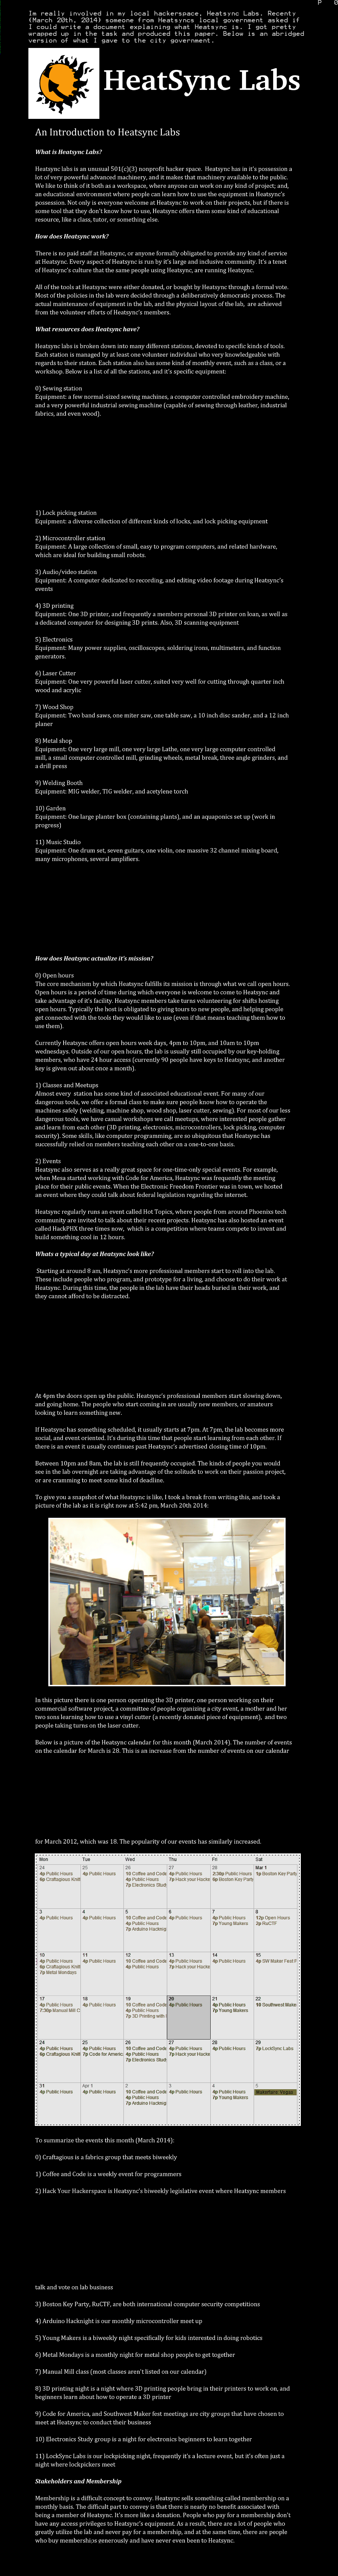 P 0
Im really involved in my local hackerspace, Heatsync Labs. Recenty
(March 20th, 2014) someone from Heatsyncs local government asked if
I could write a document explaining what Heatsync is. I got pretty
wrapped up in the task and produced this paper. Below is an abridged
version of what I gave to the city government.
HeatSync Labs
An Introduction to Heatsync Labs
What is Heatsync Labs?
Heatsync labs is an unusual 501(c)(3) nonprofit hacker space. Heatsync has in it's possession a
lot of very powerful advanced machinery, and it makes that machinery available to the public.
We like to think of it both as a workspace, where anyone can work on any kind of project; and,
an educational environment where people can learn how to use the equipment in Heatsync's
possession. Not only is everyone welcome at Heatsync to work on their projects, but if there is
some tool that they don't know how to use, Heatsync offers them some kind of educational
resource, like a class, tutor, or something else.
How does Heatsync work?
There is no paid staff at Heatsync, or anyone formally obligated to provide any kind of service
at Heatsync. Every aspect of Heatsync is run by it's large and inclusive community. It's a tenet
of Heatsync's culture that the same people using Heatsync, are running Heatsync.
All of the tools at Heatsync were either donated, or bought by Heatsync through a formal vote.
Most of the policies in the lab were decided through a deliberatively democratic process. The
actual maintenance of equipment in the lab, and the physical layout of the lab, are achieved
from the volunteer efforts of Heatsync's members.
What resources does Heatsync have?
Heatsync labs is broken down into many different stations, devoted to specific kinds of tools.
Each station is managed by at least one volunteer individual who very knowledgeable with
regards to their station. Each station also has some kind of monthly event, such as a class, or a
workshop. Below is a list of all the stations, and it's specific equipment:
0) Sewing station
Equipment: a few normal-sized sewing machines, a computer controlled embroidery machine,
and a very powerful industrial sewing machine (capable of sewing through leather, industrial
fabrics, and even wood).
1) Lock picking station
Equipment: a diverse collection of different kinds of locks, and lock picking equipment
2) Microcontroller station
Equipment: A large collection of small, easy to program computers, and related hardware,
which are ideal for building small robots.
3) Audio/video station
Equipment: A computer dedicated to recording, and editing video footage during Heatsync's
events
4) 3D printing
Equipment: One 3D printer, and frequently a members personal 3D printer on loan, as well as
a dedicated computer for designing 3D prints. Also, 3D scanning equipment
5) Electronics
Equipment: Many power supplies, oscilloscopes, soldering irons, multimeters, and function
generators.
6) Laser Cutter
Equipment: One very powerful laser cutter, suited very well for cutting through quarter inch
wood and acrylic
7) Wood Shop
Equipment: Two band saws, one miter saw, one table saw, a 10 inch disc sander, and a 12 inch
planer
8) Metal shop
Equipment: One very large mill, one very large Lathe, one very large computer controlled
mill, a small computer controlled mill, grinding wheels, metal break, three angle grinders, and
a drill press
9) Welding Booth
Equipment: MIG welder, TIG welder, and acetylene torch
10) Garden
Equipment: One large planter box (containing plants), and an aquaponics set up (work in
progress)
11) Music Studio
Equipment: One drum set, seven guitars, one violin, one massive 32 channel mixing board,
many microphones, several amplifiers.
How does Heatsync actualize it's mission?
0) Open hours
The core mechanism by which Heatsync fulfills its mission is through what we call open hours.
Open hours is a period of time during which everyone is welcome to come to Heatsync and
take advantage of it's facility. Heatsync members take turns volunteering for shifts hosting
open hours. Typically the host is obligated to giving tours to new people, and helping people
get connected with the tools they would like to use (even if that means teaching them how to
use them).
Currently Heatsync offers open hours week days, 4pm to 10pm, and 10am to 10pm
wednesdays. Outside of our open hours, the lab is usually still occupied by our key-holding
members, who have 24 hour access (currently 90 people have keys to Heatsync, and another
key is given out about once a month).
1) Classes and Meetups
Almost every station has some kind of associated educational event. For many of our
dangerous tools, we offer a formal class to make sure people know how to operate the
machines safely (welding, machine shop, wood shop, laser cutter, sewing). For most of our less
dangerous tools, we have casual workshops we call meetups, where interested people gather
and learn from each other (3D printing, electronics, microcontrollers, lock picking, computer
security). Some skills, like computer programming, are so ubiquitous that Heatsync has
successfully relied on members teaching each other on a one-to-one basis.
2) Events
Heatsync also serves as a really great space for one-time-only special events. For example,
when Mesa started working with Code for America, Heatsync was frequently the meeting
place for their public events. When the Electronic Freedom Frontier was in town, we hosted
an event where they could talk about federal legislation regarding the internet.
Heatsync regularly runs an event called Hot Topics, where people from around Phoenixs tech
community are invited to talk about their recent projects. Heatsync has also hosted an event
called HackPHX three times now, which is a competition where teams compete to invent and
build something cool in 12 hours.
Whats a typical day at Heatsync look like?
Starting at around 8 am, Heatsync's more professional members start to roll into the lab.
These include people who program, and prototype for a living, and choose to do their work at
Heatsync. During this time, the people in the lab have their heads buried in their work, and
they cannot afford to be distracted.
At 4pm the doors open up the public. Heatsync's professional members start slowing down,
and going home. The people who start coming in are usually new members, or amateurs
looking to learn something new.
If Heatsync has something scheduled, it usually starts at 7pm. At 7pm, the lab becomes more
social, and event oriented. It's during this time that people start learning from each other. If
there is an event it usually continues past Heatsync's advertised closing time of 10pm.
Between 10pm and 8am, the lab is still frequented. The kinds of people you would
see in the lab overnight are taking advantage of the solitude to work on their passion project,
or are cramming to meet some kind of deadline.
To give you a snapshot of what Heatsync is like, I took a break from writing this, and took a
picture of the lab as it is right now at 5:42 pm, March 20th 2014:
In this picture there is one person operating the 3D printer, one person working on their
commercial software project, a committee of people organizing a city event, a mother and her
two sons learning how to use a vinyl cutter (a recently donated piece of equipment), and two
people taking turns on the laser cutter.
Below is a picture of the Heatsync calendar for this month (March 2014). The number of events
on the calendar for March is 28. This is an increase from the number of events on our calendar
for March 2012, which was 18. The popularity of our events has similarly increased.
Mon Tue Wed Thu Fri Sat
24 25 26 27 28 Mar 1
4p Public Hours 4p Public Hours 10 Coffee and Code 4p Public Hours 2:30p Public Hours 1p Boston Key Party
6p Craftagious Knit 4p Public Hours 7p Hack your Hacke 6p Boston Key Part
7p Electronics Stud
3 4 5 6 7 8
4p Public Hours 4p Public Hours 10 Coffee and Code 4p Public Hours 4p Public Hours 12p Open Hours
4p Public Hours 7p Young Makers 2p RuCTF
7p Arduino Hacknig
10 11 12 13 14 15
4p Public Hours 4p Public Hours 10 Coffee and Code 4p Public Hours 4p Public Hours 4p SW Maker Fest P
6p Craftagious Knit 4p Public Hours 7p Hack your Hacke
7p Metal Mondays
17 18 19 20 21 22
4p Public Hours 4p Public Hours 10 Coffee and Code 4p Public Hours 4p Public Hours 10 Southwest Make
7:30p Manual Mill C 4p Public Hours 7p Young Makers
7p 3D Printing with
24 25 26 27 28 29
4p Public Hours 4p Public Hours 10 Coffee and Code 4p Public Hours 4p Public Hours 7p LockSync Labs
6p Craftagious Knit 7p Code for Americ 4p Public Hours 7p Hack your Hacke
7p Electronics Stud
31 Apr 1 2 3 4 5
4p Public Hours 4p Public Hours 10 Coffee and Code 4p Public Hours 4p Public Hours
4p Public Hours 7p Young Makers
7p Arduino Hacknig
To summarize the events this month (March 2014):
0) Craftagious is a fabrics group that meets biweekly
1) Coffee and Code is a weekly event for programmers
2) Hack Your Hackerspace is Heatsync's biweekly legislative event where Heatsync members
talk and vote on lab business
3) Boston Key Party, RuCTF, are both international computer security competitions
4) Arduino Hacknight is our monthly microcontroller meet up
5) Young Makers is a biweekly night specifically for kids interested in doing robotics
6) Metal Mondays is a monthly night for metal shop people to get together
7) Manual Mill class (most classes aren't listed on our calendar)
8) 3D printing night is a night where 3D printing people bring in their printers to work on, and
beginners learn about how to operate a 3D printer
9) Code for America, and Southwest Maker fest meetings are city groups that have chosen to
meet at Heatsync to conduct their business
10) Electronics Study group is a night for electronics beginners to learn together
11) LockSync Labs is our lockpicking night, frequently it's a lecture event, but it's often just a
night where lockpickers meet
Stakeholders and Membership
Membership is a difficult concept to convey. Heatsync sells something called membership on a
monthly basis. The difficult part to convey is that there is nearly no benefit associated with
being a member of Heatsync. It's more like a donation. People who pay for a membership don't
have any access privileges to Heatsync's equipment. As a result, there are a lot of people who
greatly utilize the lab and never pay for a membership, and at the same time, there are people
who buy memberships generously and have never even been to Heatsync.